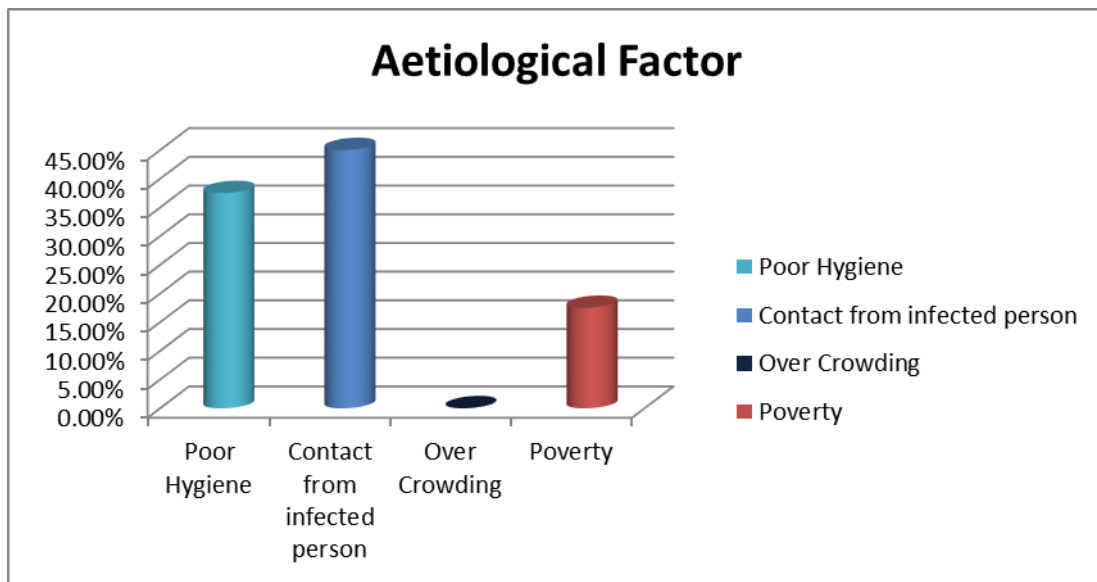 Aetiological Factor
45.00%
40.00%
35.00%
30.00%
25.00%
20.00%
15.00%
10.00%
5.00%
0.00%
Poor
Hygiene
Contact
from
infected
person
Over
Crowding
Poverty
Poor Hygiene
Contact from infected person
Over Crowding
Poverty